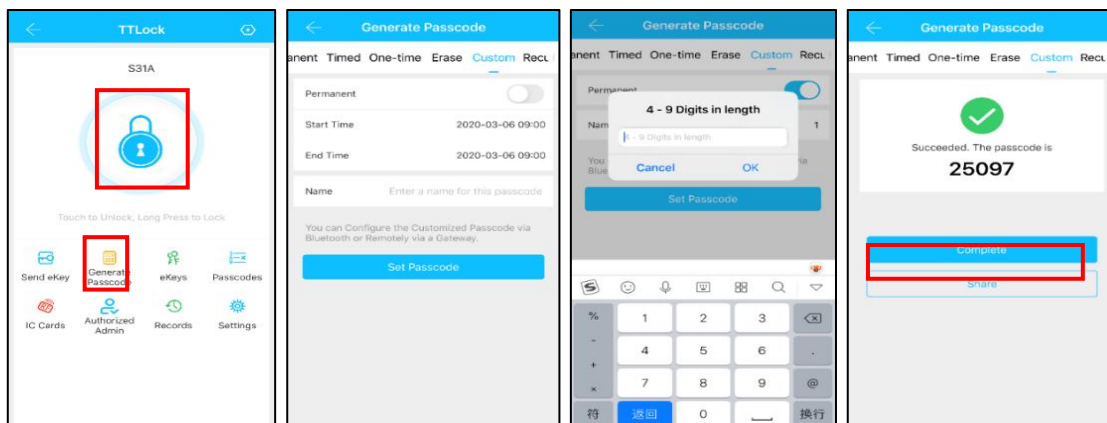 TTLock
S31A
Touch to Unlock, Long Press to Lock
Send eKey
Generate Passcode
eKeys
Passcodes
IC Cards
Authorized Admin
Records
Settings
Generate Passcode
anent Timed One-time Erase Custom Recu
Permanent
Start Time 2020-03-06 09:00
End Time 2020-03-06 09:00
Name Enter a name for this passcode
You can Configure the Customized Passcode via
Bluetooth or Remotely via a Gateway.
Set Passcode
Generate Passcode
anent Timed One-time Erase Custom Recu
Permanent
4 - 9 Digits in length
Nam 1
4 - 9 Digits in length
You via
Blue
Cancel OK
Set Passcode
% 1 2 3
- 4 5 6 .
+
× 7 8 9 @
符 返回 0 换行
Generate Passcode
anent Timed One-time Erase Custom Recu
Succeeded. The passcode is
25097
Complete
Share